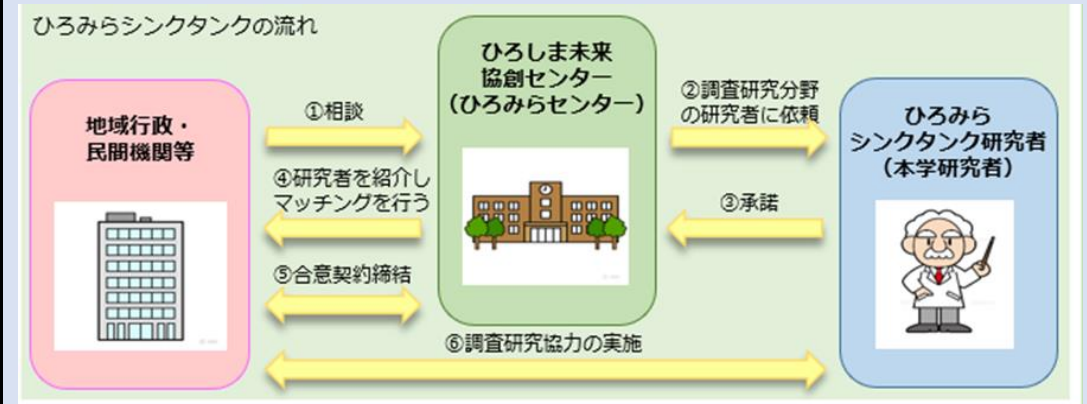 ひろみらシンクタンクの流れ
地域行政・
民間機関等
①相談
④研究者を紹介し
マッチングを行う
⑤合意契約締結
ひろしま未来
協創センター
（ひろみらセンター）
②調査研究分野
の研究者に依頼
③承諾
ひろみら
シンクタンク研究者
（本学研究者）
⑥調査研究協力の実施